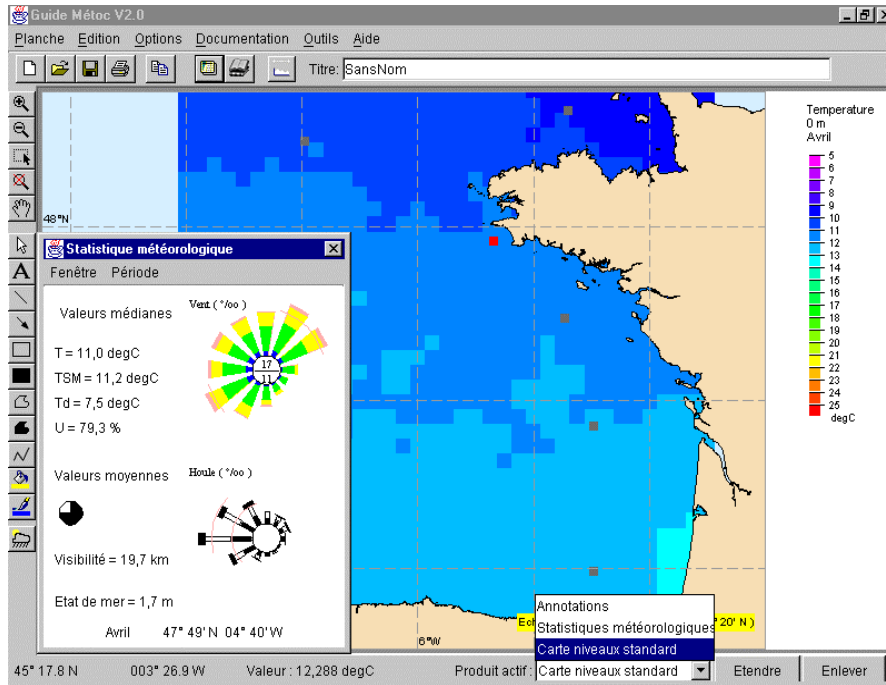 Guide Métoc V2.0
Planche Edition Options Documentation Outils Aide
Titre: SansNom
Temperature
0 m
Avril
5
6
7
8
9
10
11
12
13
14
15
16
17
18
19
20
21
22
23
24
25
degC
48°N
Statistique météorologique
Fenêtre Période
Valeurs médianes
Vent ( °/oo )
T = 11,0 degC
TSM = 11,2 degC
Td = 7,5 degC
U = 79,3 %
17
11
Valeurs moyennes
Houle ( °/oo )
Visibilité = 19,7 km
Etat de mer = 1,7 m
Avril 47° 49' N 04° 40' W
6°W
Ech
20' N )
Annotations
Statistiques météorologiques
Carte niveaux standard
45° 17.8 N 003° 26.9 W Valeur : 12,288 degC Produit actif : Carte niveaux standard Etendre Enlever